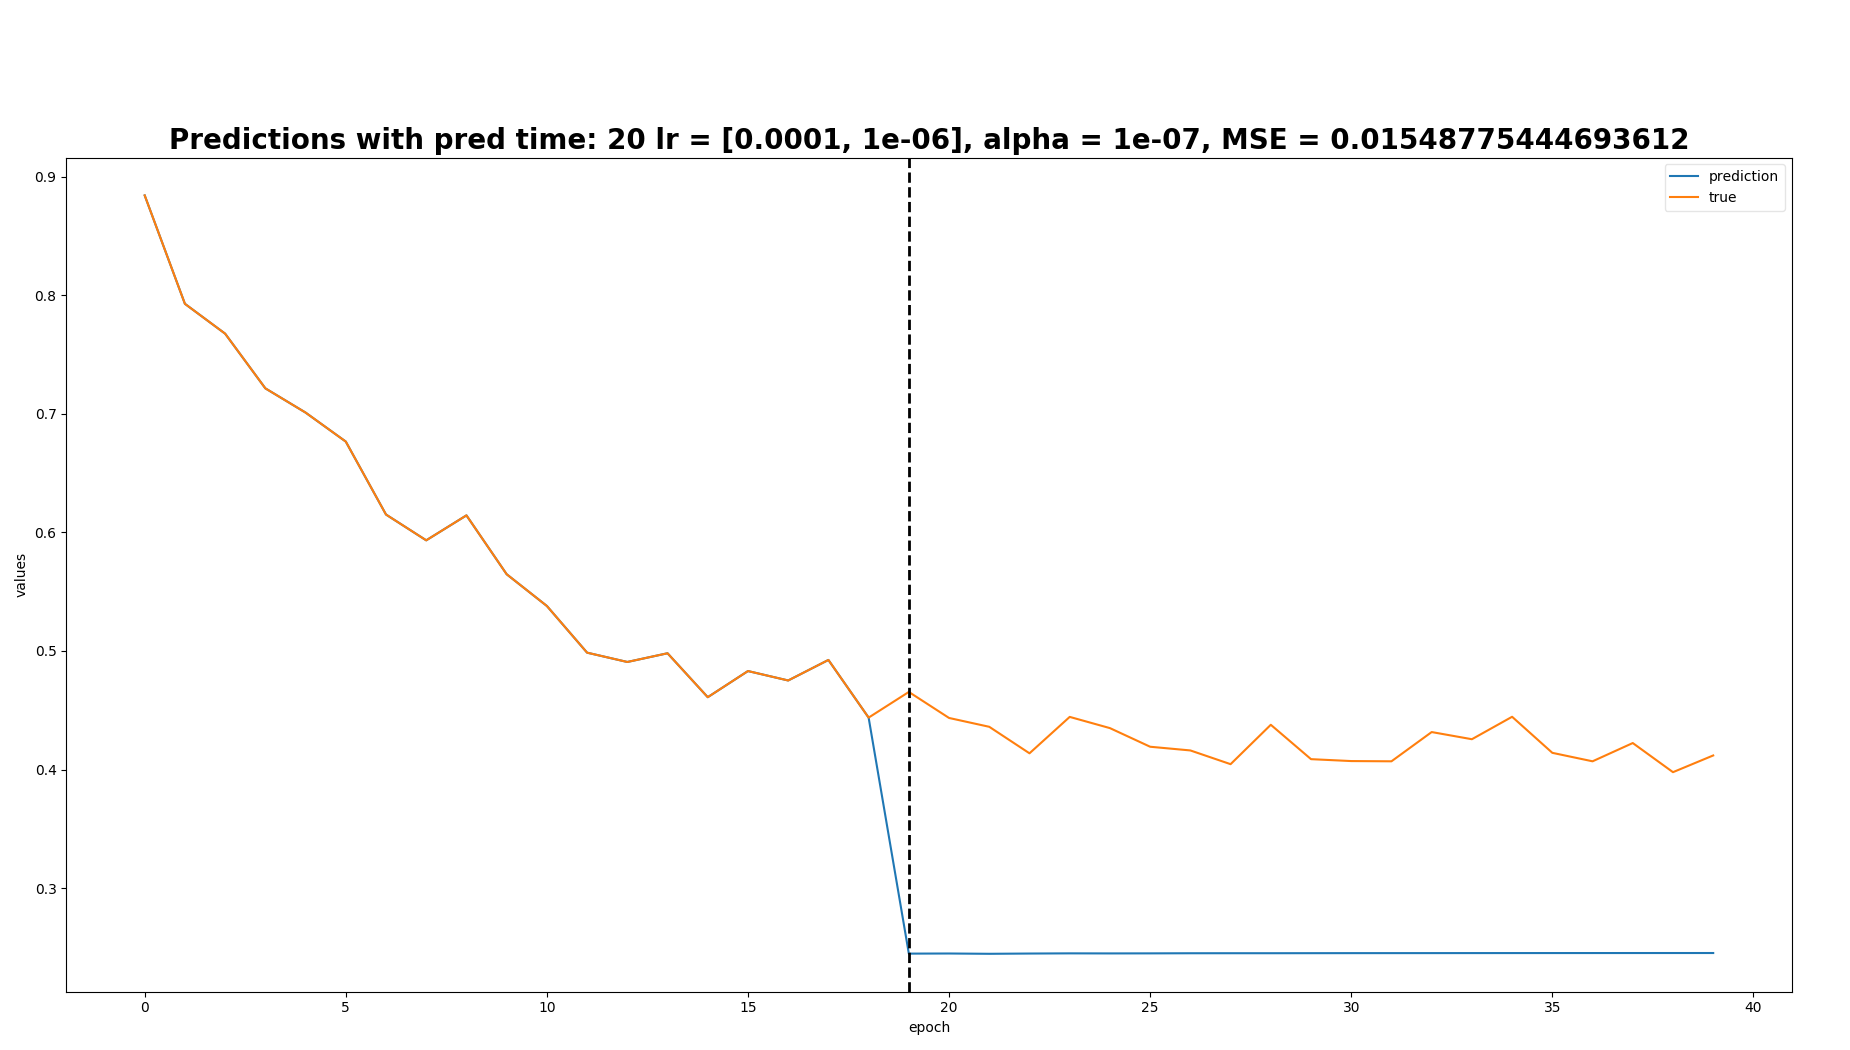 Predictions with pred time: 20 lr = [0.0001, 1e-06], alpha = 1e-07, MSE = 0.01548775444693612
prediction
true
0.9
0.8
0.7
0.6
0.5
0.4
0.3
values
0 5 10 15 20 25 30 35 40
epoch